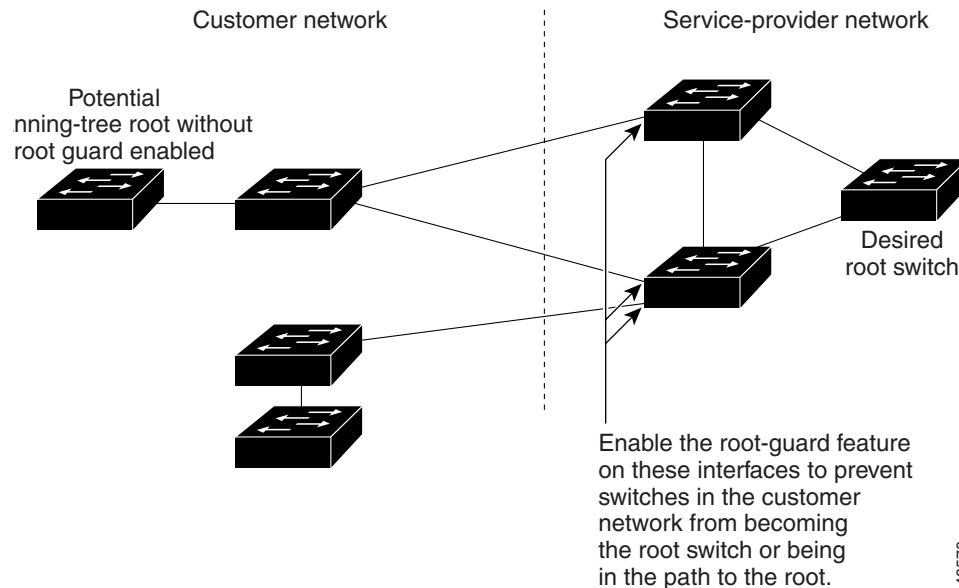 Customer network
Service-provider network
Potential
nning-tree root without
root guard enabled
Desired
root switch
Enable the root-guard feature
on these interfaces to prevent
switches in the customer
network from becoming
the root switch or being
in the path to the root.